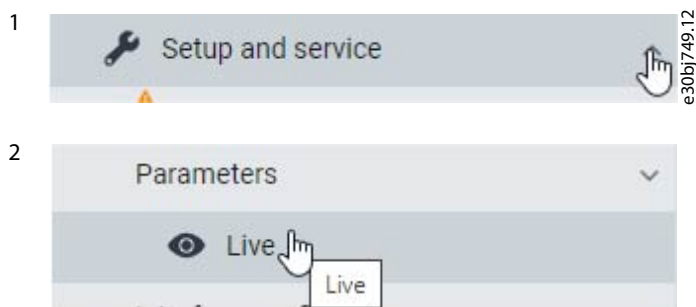 1
Setup and service
e30bj749.12
2
Parameters
Live
Live